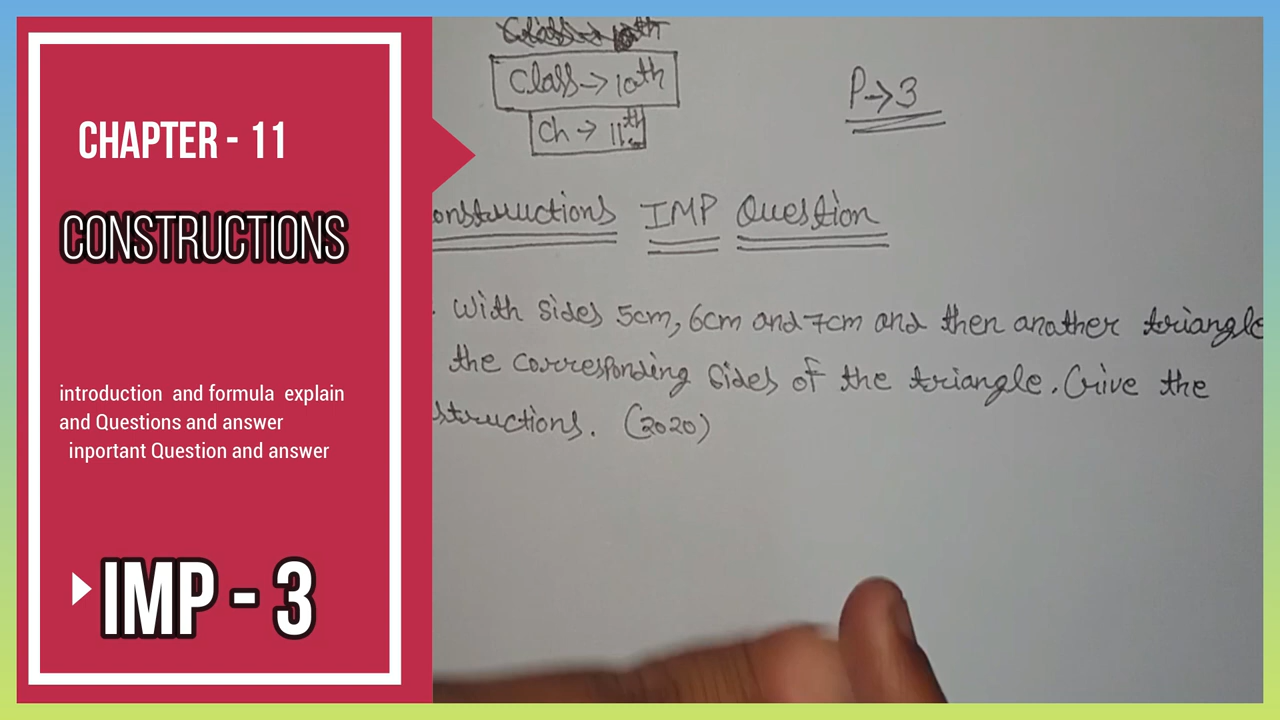 CHAPTER - 11
CONSTRUCTIONS
introduction and formula explain
and Questions and answer
inportant Question and answer
IMP - 3
Class → 10th
Class → 10th
Ch → 11th
P → 3
onstructions IMP Question
. With sides 5cm, 6cm and 7cm and then another triangle
the corresponding sides of the triangle. Give the
structions. (2020)